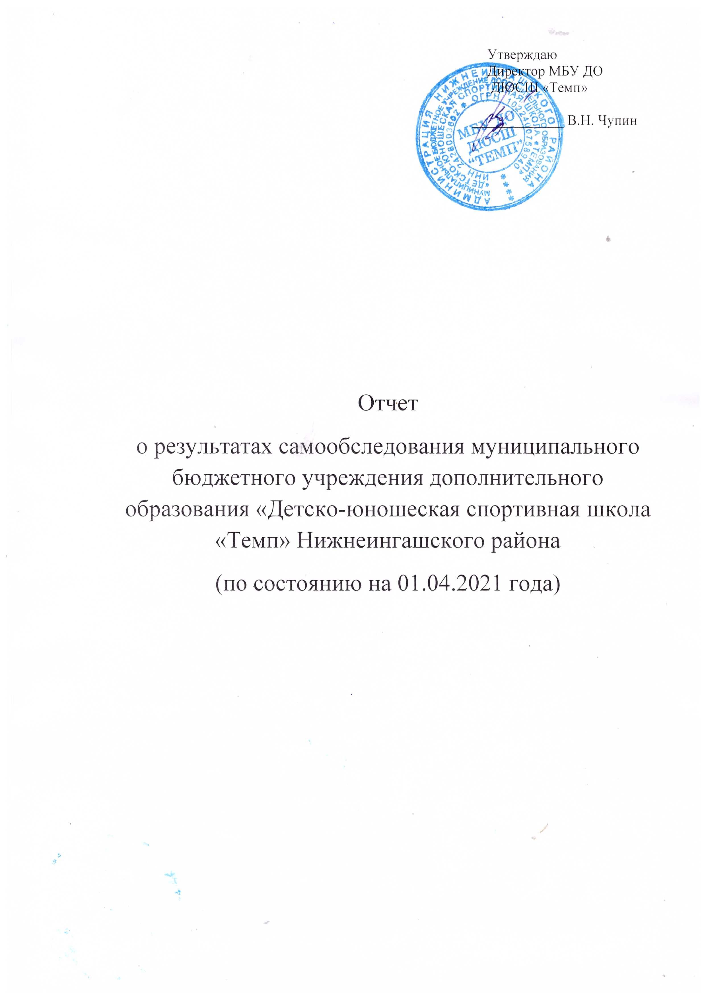 Утверждаю
Директор МБУ ДО
ДЮСШ «Темп»
В.Н. Чупин
АДМИНИСТРАЦИЯ НИЖНЕИНГАШСКОГО РАЙОНА
МУНИЦИПАЛЬНОЕ БЮДЖЕТНОЕ УЧРЕЖДЕНИЕ ДОПОЛНИТЕЛЬНОГО ОБРАЗОВАНИЯ
«ДЕТСКО-ЮНОШЕСКАЯ СПОРТИВНАЯ ШКОЛА «ТЕМП»
ИНН 2428003602 * ОГРН 1022400758940
МБУ ДО
ДЮСШ
“ТЕМП”
Отчет
о результатах самообследования муниципального
бюджетного учреждения дополнительного
образования «Детско-юношеская спортивная школа
«Темп» Нижнеингашского района
(по состоянию на 01.04.2021 года)